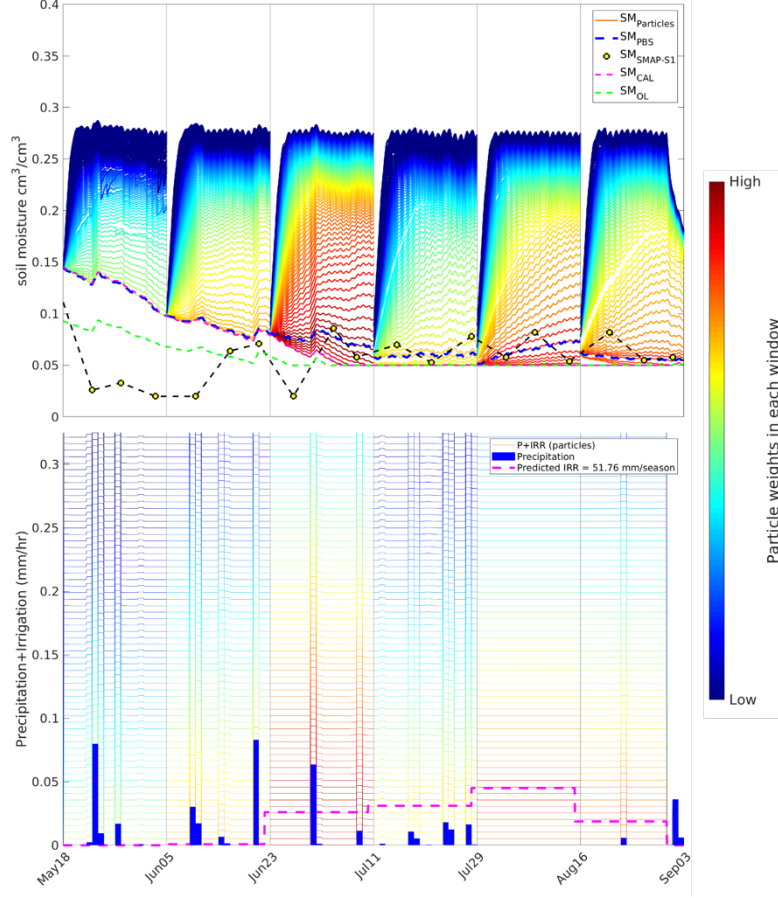 0.4
0.35
0.3
0.25
0.2
0.15
0.1
0.05
0
soil moisture cm³/cm³
SM_Particles
SM_PBS
SM_SMAP-S1
SM_CAL
SM_OL
0.3
0.25
0.2
0.15
0.1
0.05
0
Precipitation+Irrigation (mm/hr)
P+IRR (particles)
Precipitation
Predicted IRR = 51.76 mm/season
May18
Jun05
Jun23
Jul11
Jul29
Aug16
Sep03
High
Low
Particle weights in each window